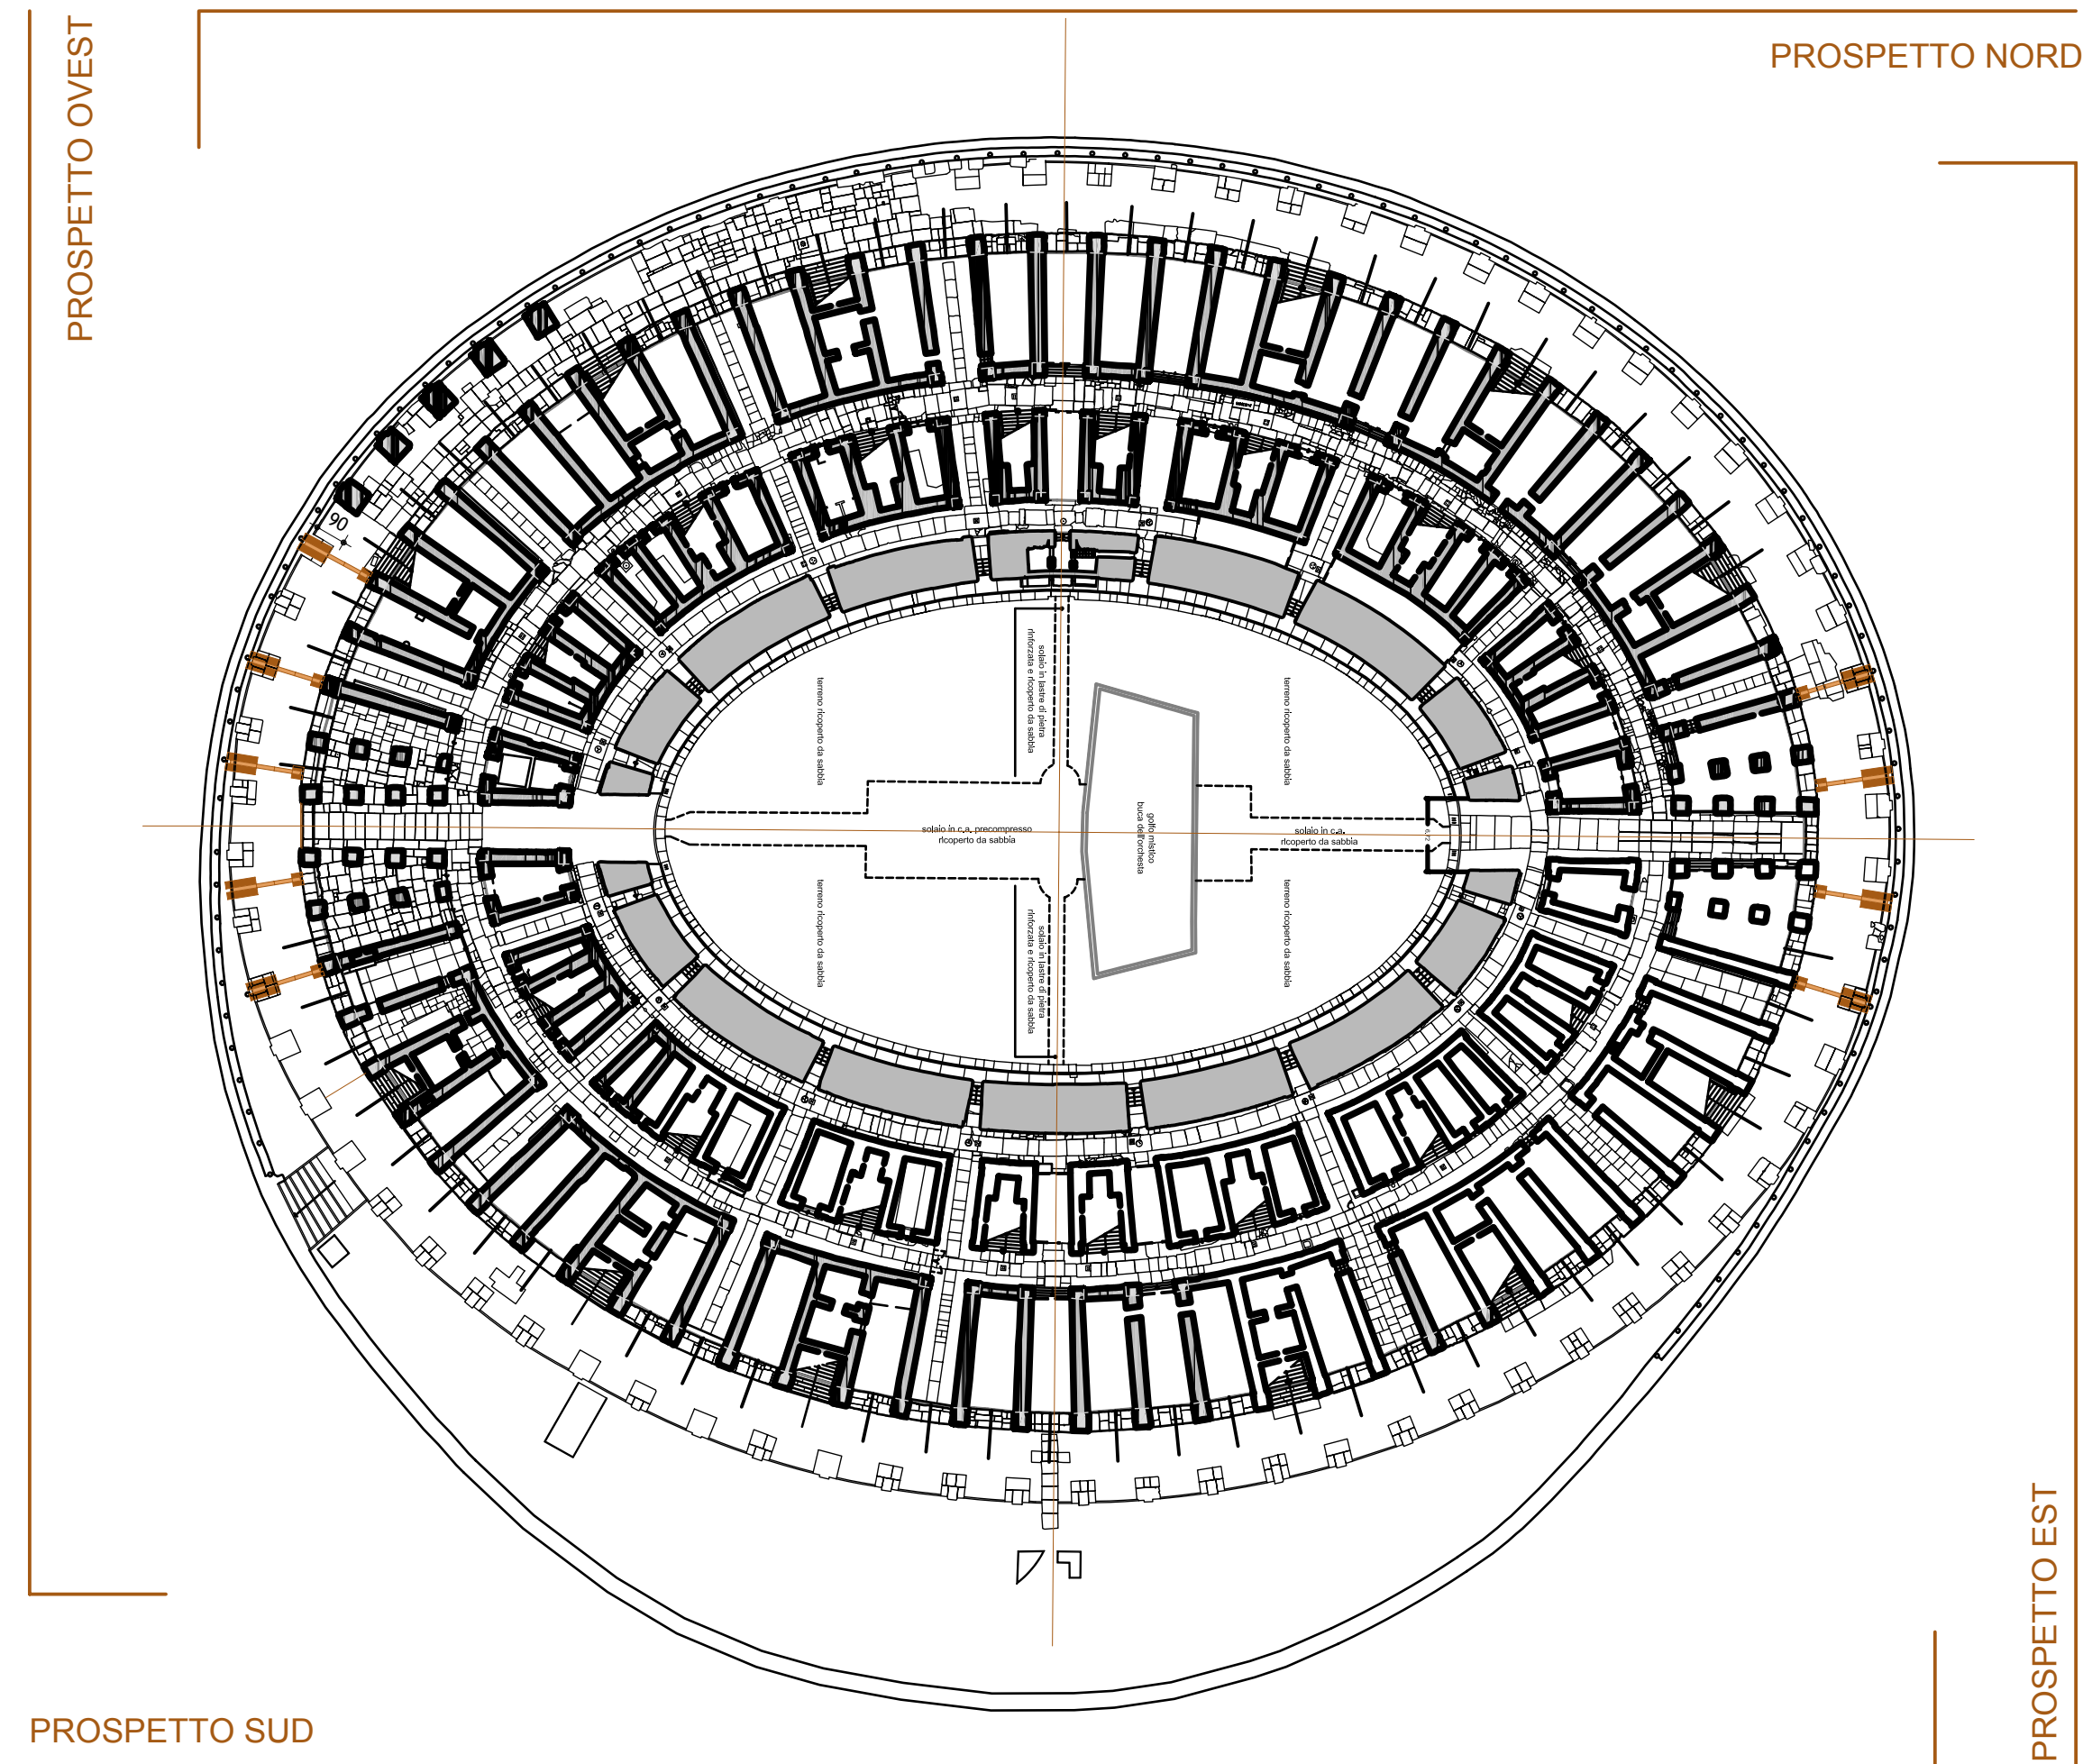 PROSPETTO OVEST
PROSPETTO NORD
90
solaio in lastre di pietra
rinforzata e ricoperto da sabbia
terreno ricoperto da sabbia
terreno ricoperto da sabbia
golfo mistico
buca dell'orchestra
solaio in c.a. precompresso
ricoperto da sabbia
solaio in c.a.
ricoperto da sabbia
terreno ricoperto da sabbia
solaio in lastre di pietra
rinforzata e ricoperto da sabbia
terreno ricoperto da sabbia
PROSPETTO SUD
PROSPETTO EST